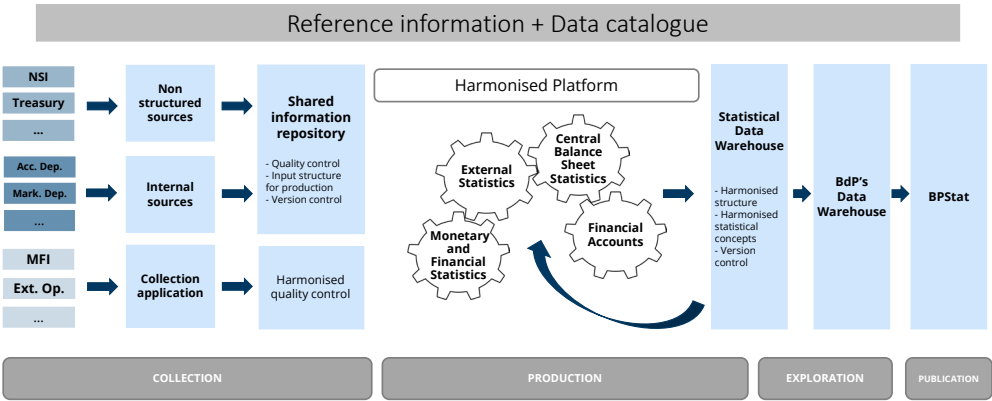 Reference information + Data catalogue
NSI
Treasury
...
Acc. Dep.
Mark. Dep.
...
MFI
Ext. Op.
...
Non
structured
sources
Internal
sources
Collection
application
Shared
information
repository
- Quality control
- Input structure
for production
- Version control
Harmonised
quality control
Harmonised Platform
External
Statistics
Central
Balance
Sheet
Statistics
Monetary
and
Financial
Statistics
Financial
Accounts
Statistical
Data
Warehouse
- Harmonised
structure
- Harmonised
statistical
concepts
- Version
control
BdP's
Data
Warehouse
BPStat
COLLECTION
PRODUCTION
EXPLORATION
PUBLICATION